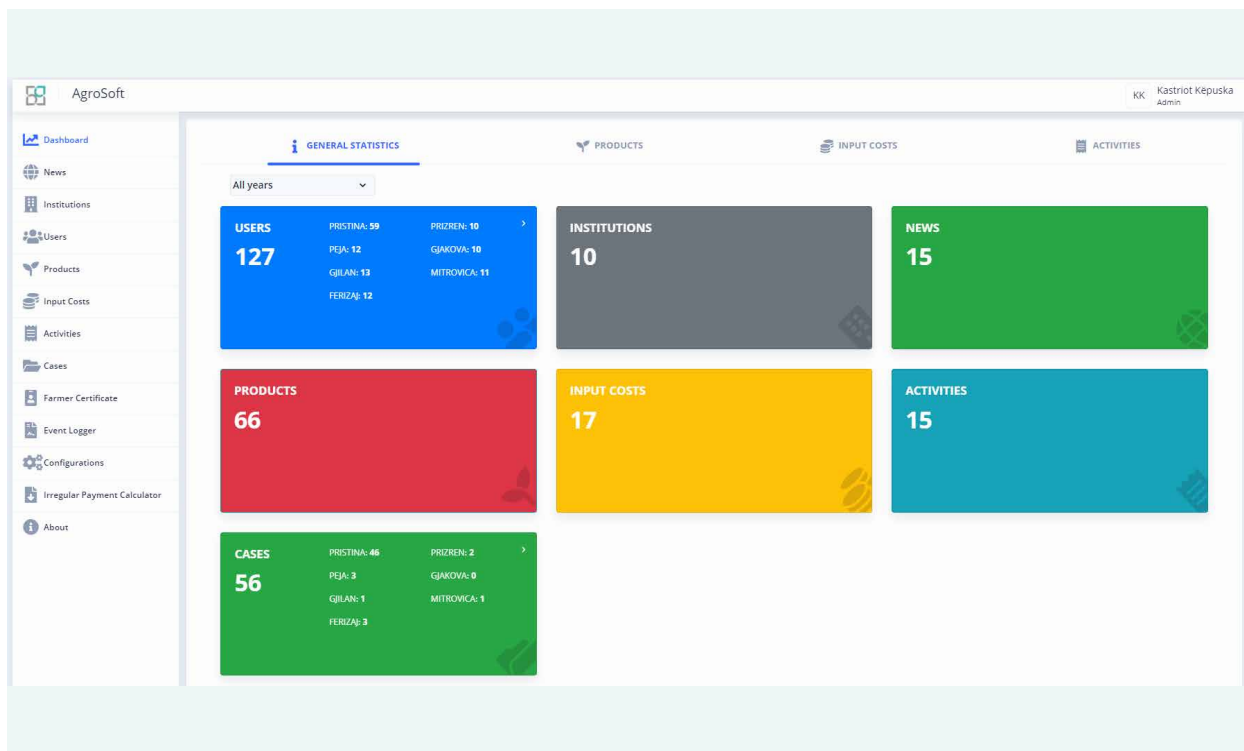 AgroSoft
KK
Kastriot Këpuska
Admin
Dashboard
News
Institutions
Users
Products
Input Costs
Activities
Cases
Farmer Certificate
Event Logger
Configurations
Irregular Payment Calculator
About
GENERAL STATISTICS
PRODUCTS
INPUT COSTS
ACTIVITIES
All years
USERS
127
PRISTINA: 59
PRIZREN: 10
PEJA: 12
GJAKOVA: 10
GJILAN: 13
MITROVICA: 11
FERIZAJ: 12
INSTITUTIONS
10
NEWS
15
PRODUCTS
66
INPUT COSTS
17
ACTIVITIES
15
CASES
56
PRISTINA: 46
PRIZREN: 2
PEJA: 3
GJAKOVA: 0
GJILAN: 1
MITROVICA: 1
FERIZAJ: 3